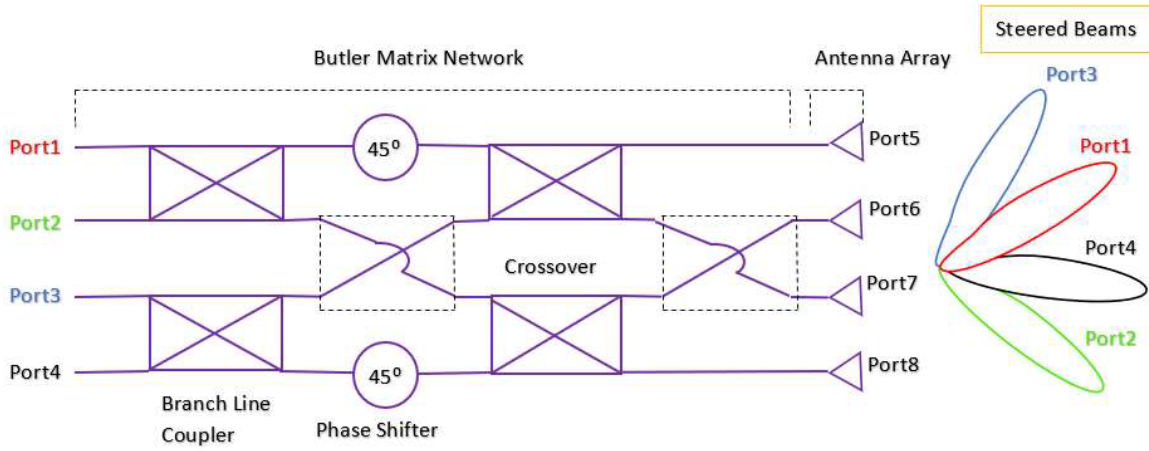 Steered Beams
Butler Matrix Network
Antenna Array
Port3
Port1
45⁰
Port5
Port1
Port2
Port6
Port4
Crossover
Port3
Port7
Port2
Port4
45⁰
Port8
Branch Line
Coupler
Phase Shifter